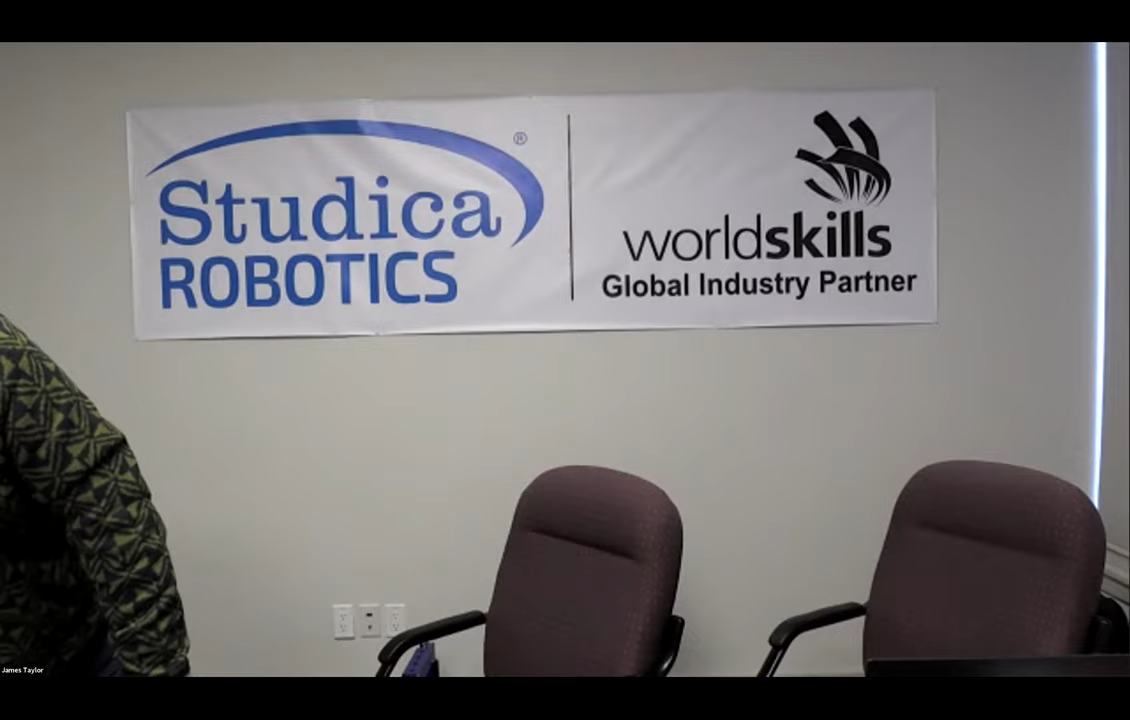 Studica®
ROBOTICS
worldskills
Global Industry Partner
James Taylor